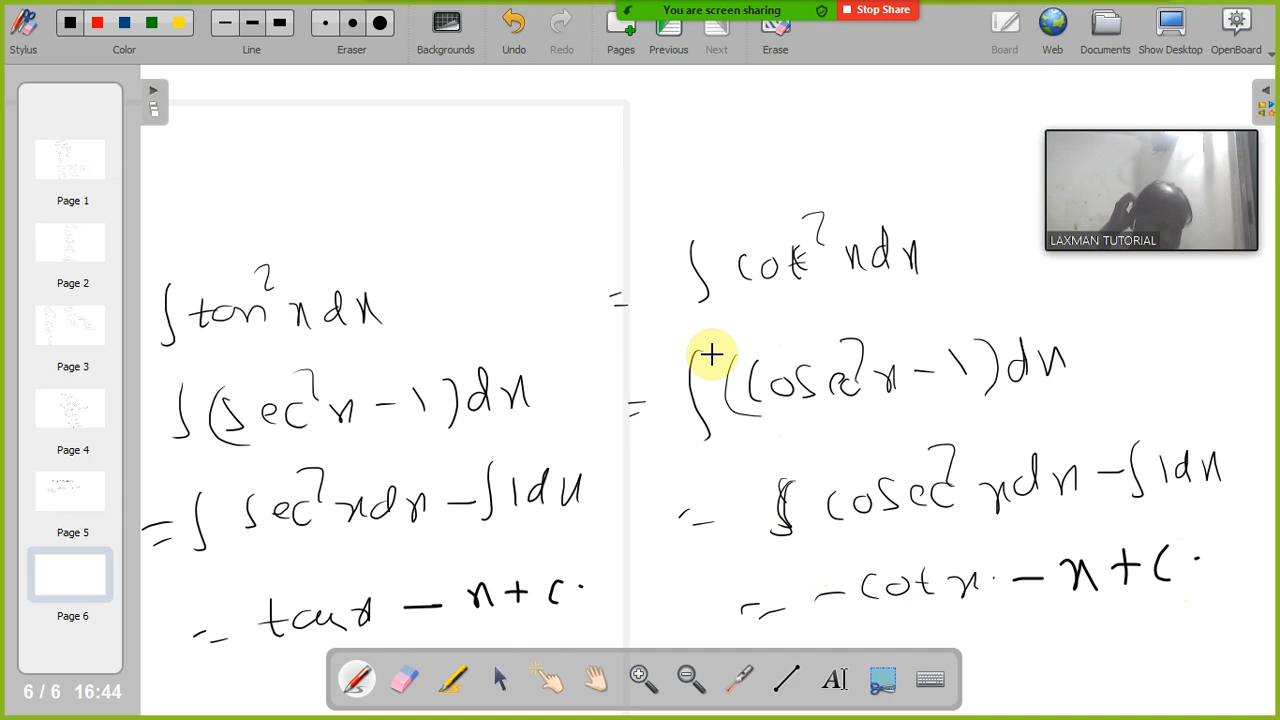 You are screen sharing
Stop Share
Stylus
Color
Line
Eraser
Backgrounds
Undo
Redo
Pages
Previous
Next
Erase
Board
Web
Documents
Show Desktop
OpenBoard
Page 1
Page 2
Page 3
Page 4
Page 5
Page 6
6 / 6 16:44
LAXMAN TUTORIAL
∫ tan² x dx
∫ (sec² x − 1) dx
= ∫ sec² x dx − ∫ 1 dx
= tan x − x + c.
= ∫ cot² x dx
= ∫ (cosec² x − 1) dx
= ∫ cosec² x dx − ∫ 1 dx
= − cot x. − x + c.
AI